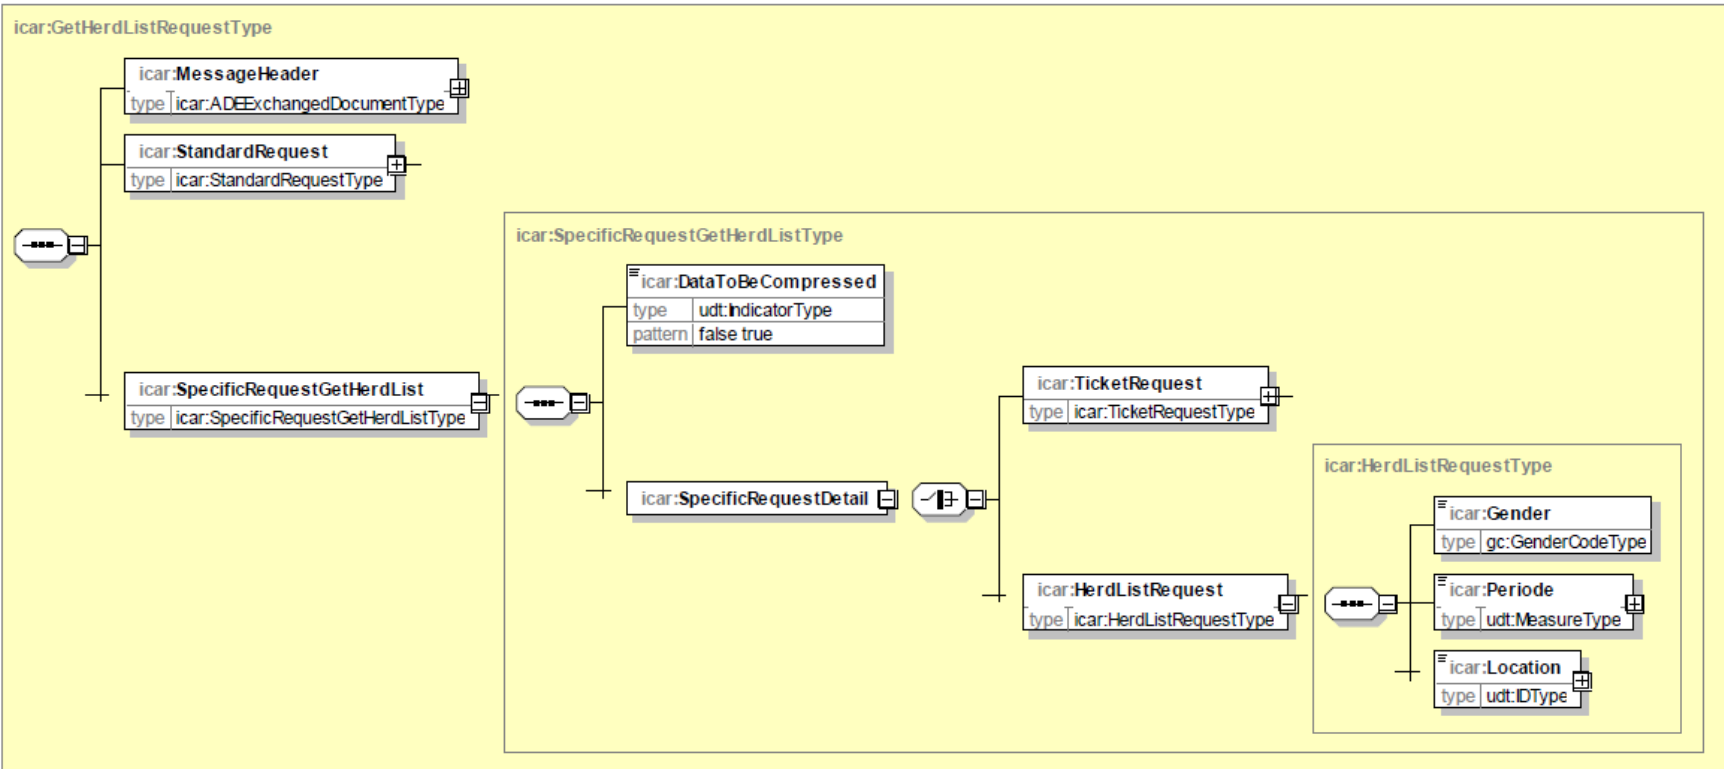 icar:GetHerdListRequestType
icar:MessageHeader
type icar:ADEExchangedDocumentType
icar:StandardRequest
type icar:StandardRequestType
icar:SpecificRequestGetHerdListType
icar:DataToBeCompressed
type udt:IndicatorType
pattern false true
icar:SpecificRequestGetHerdList
type icar:SpecificRequestGetHerdListType
icar:TicketRequest
type icar:TicketRequestType
icar:SpecificRequestDetail
icar:HerdListRequest
type icar:HerdListRequestType
icar:HerdListRequestType
icar:Gender
type gc:GenderCodeType
icar:Periode
type udt:MeasureType
icar:Location
type udt:IDType